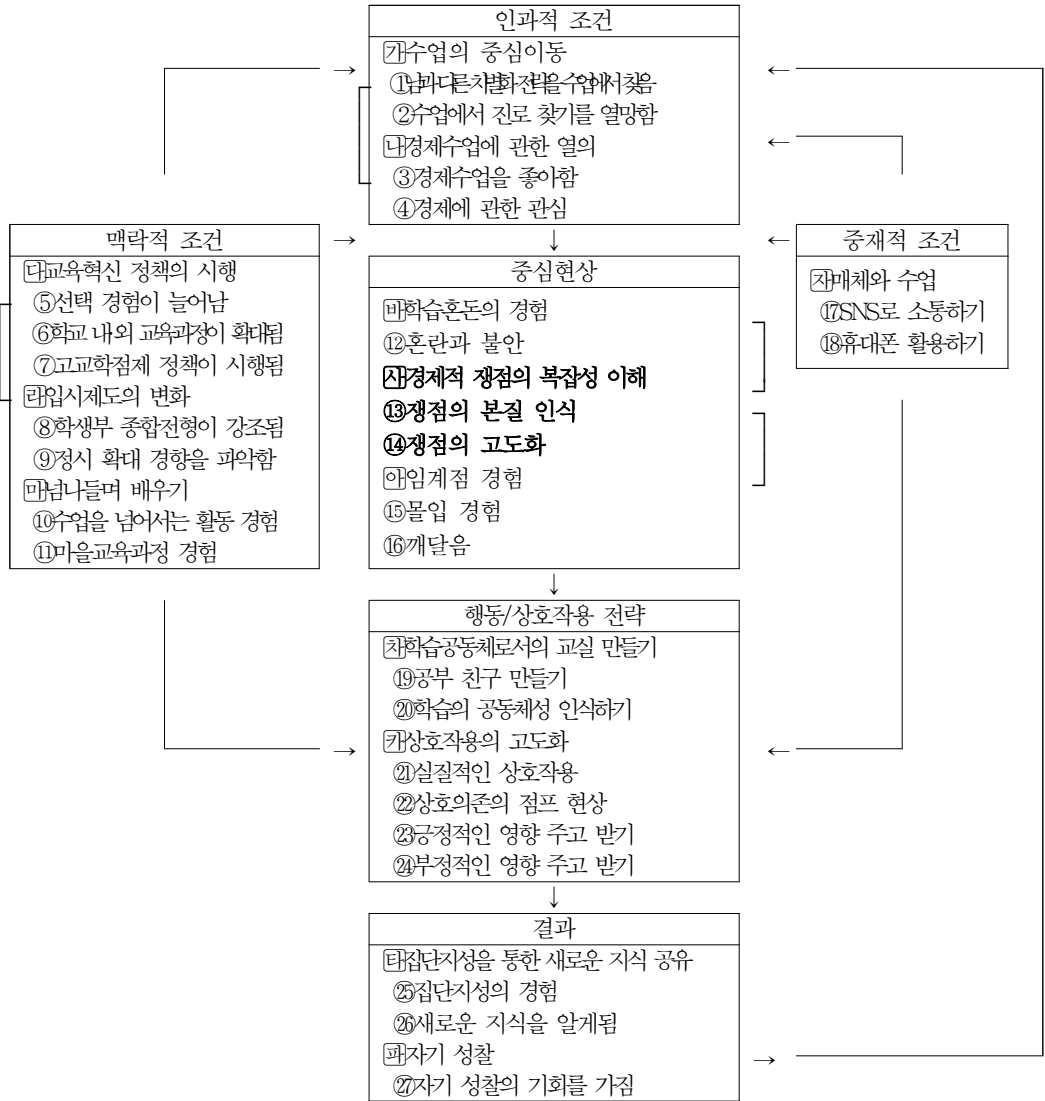 인과적 조건
㉮수업의 중심이동
①남과 다른 차별화 전략을 수업에서 찾음
②수업에서 진로 찾기를 열망함
㉯경제수업에 관한 열의
③경제수업을 좋아함
④경제에 관한 관심
맥락적 조건
㉰교육혁신 정책의 시행
⑤선택 경험이 늘어남
⑥학교 내외 교육과정이 확대됨
⑦고교학점제 정책이 시행됨
㉱입시제도의 변화
⑧학생부 종합전형이 강조됨
⑨정시 확대 경향을 파악함
㉲넘나들며 배우기
⑩수업을 넘어서는 활동 경험
⑪마을교육과정 경험
중심현상
㉳학습혼돈의 경험
⑫혼란과 불안
㉴경제적 쟁점의 복잡성 이해
⑬쟁점의 본질 인식
⑭쟁점의 고도화
㉵임계점 경험
⑮몰입 경험
⑯깨달음
중재적 조건
㉶매체와 수업
⑰SNS로 소통하기
⑱휴대폰 활용하기
행동/상호작용 전략
㉷학습공동체로서의 교실 만들기
⑲공부 친구 만들기
⑳학습의 공동체성 인식하기
㉸상호작용의 고도화
㉑실질적인 상호작용
㉒상호의존의 점프 현상
㉓긍정적인 영향 주고 받기
㉔부정적인 영향 주고 받기
결과
㉹집단지성을 통한 새로운 지식 공유
㉕집단지성의 경험
㉖새로운 지식을 알게됨
㉺자기 성찰
㉗자기 성찰의 기회를 가짐